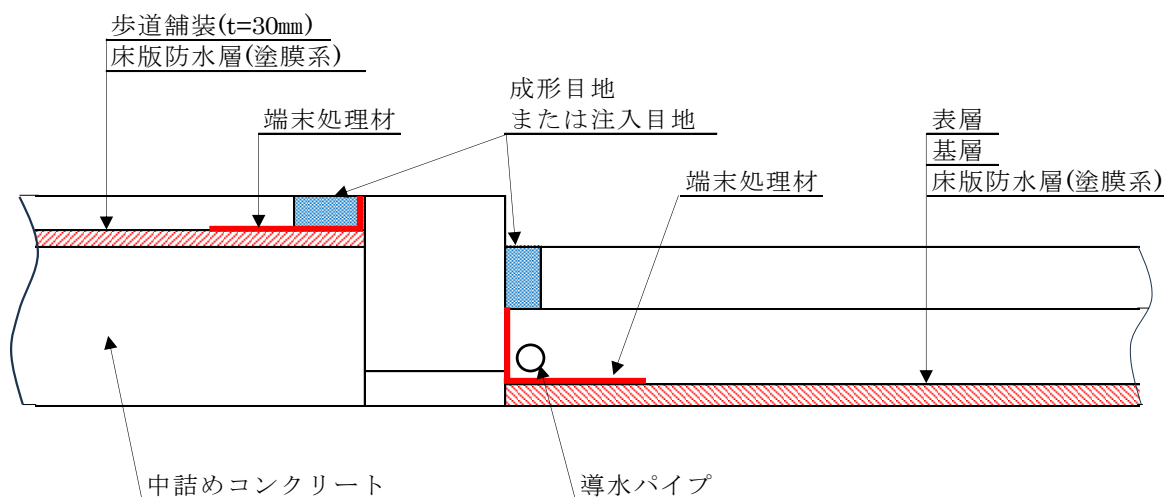 歩道舗装(t=30mm)
床版防水層(塗膜系)
端末処理材
成形目地
または注入目地
表層
基層
床版防水層(塗膜系)
端末処理材
中詰めコンクリート
導水パイプ